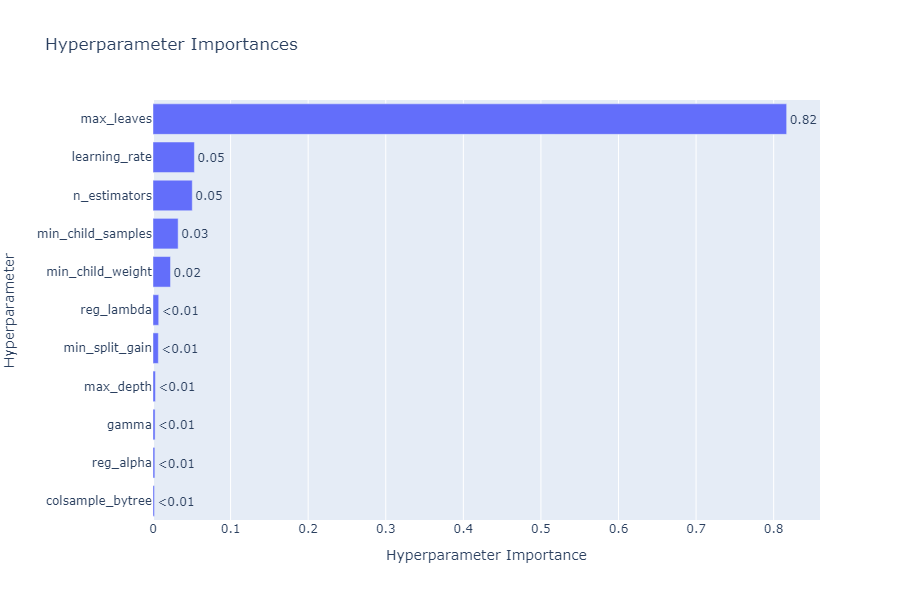 Hyperparameter Importances
Hyperparameter
max_leaves 0.82
learning_rate 0.05
n_estimators 0.05
min_child_samples 0.03
min_child_weight 0.02
reg_lambda <0.01
min_split_gain <0.01
max_depth <0.01
gamma <0.01
reg_alpha <0.01
colsample_bytree <0.01
0 0.1 0.2 0.3 0.4 0.5 0.6 0.7 0.8
Hyperparameter Importance